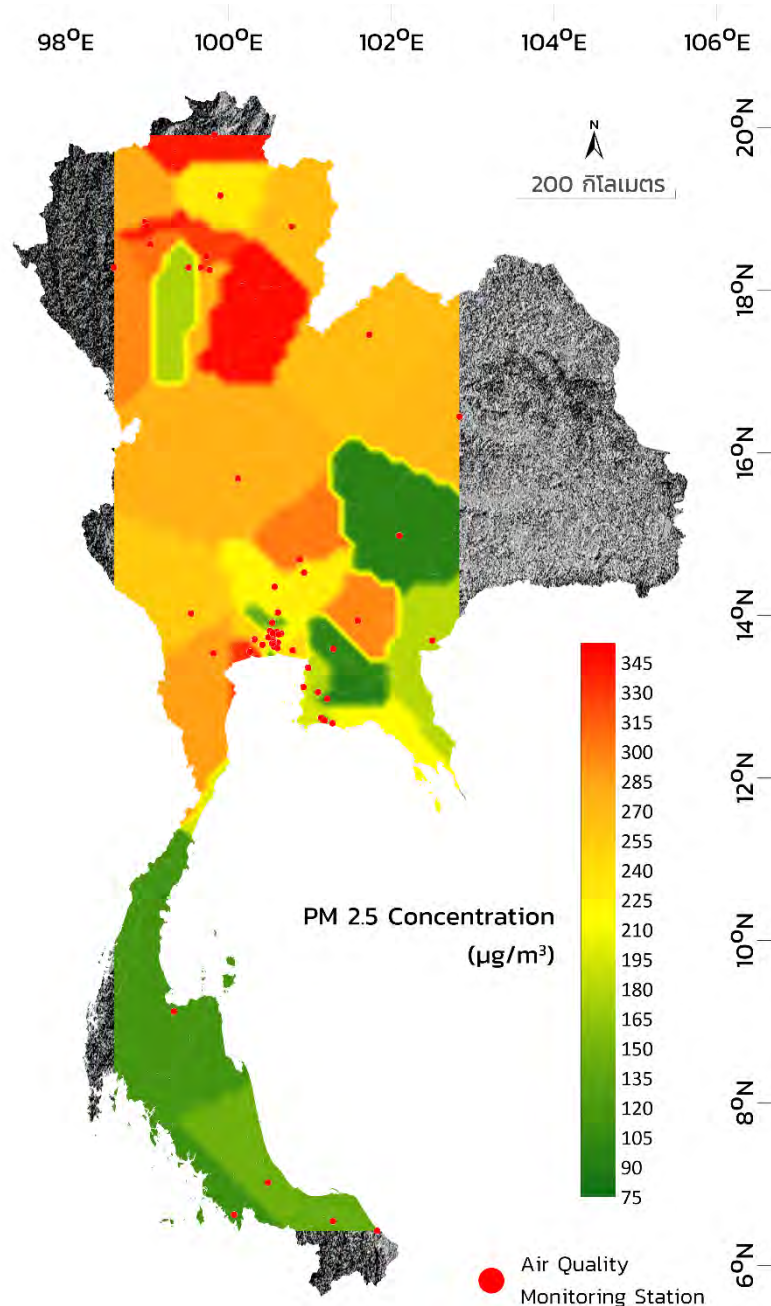 98°E 100°E 102°E 104°E 106°E
N
200 กิโลเมตร
20°N
18°N
16°N
14°N
12°N
10°N
8°N
6°N
PM 2.5 Concentration
(µg/m³)
345
330
315
300
285
270
255
240
225
210
195
180
165
150
135
120
105
90
75
Air Quality
Monitoring Station